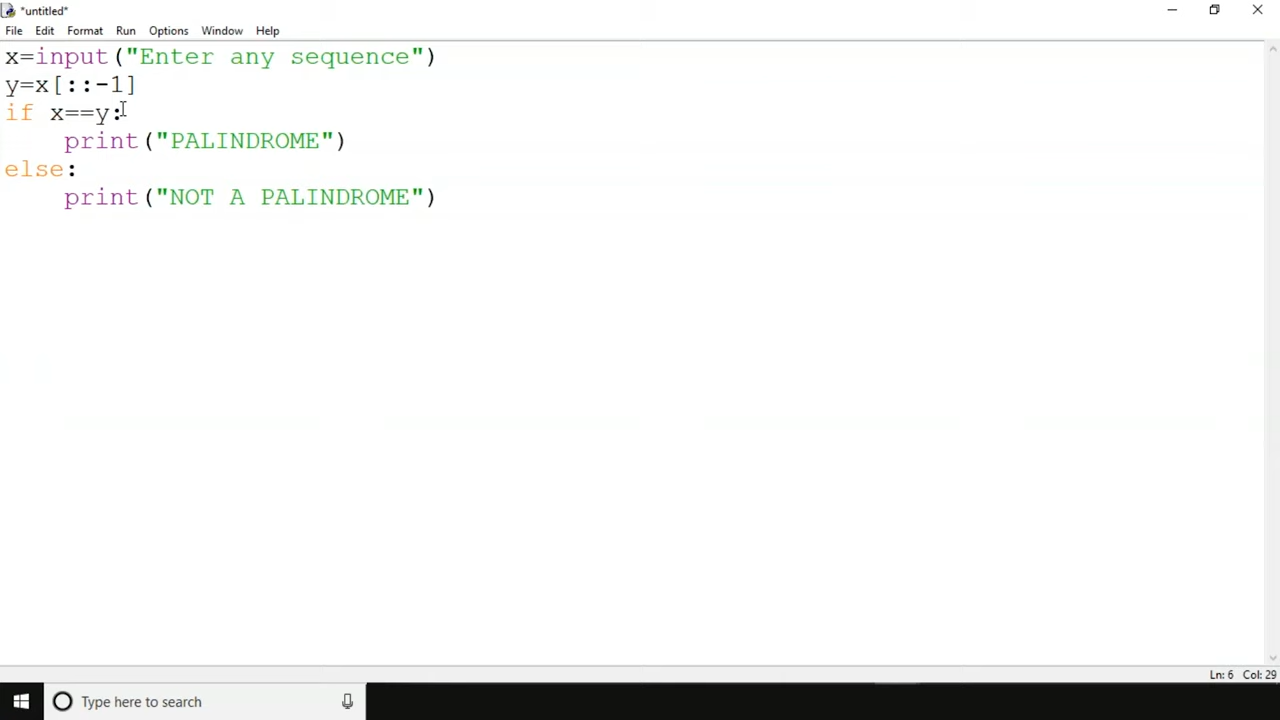 *untitled*
File Edit Format Run Options Window Help
x=input("Enter any sequence")
y=x[::-1]
if x==y:
    print("PALINDROME")
else:
    print("NOT A PALINDROME")
Ln: 6 Col: 29
Type here to search